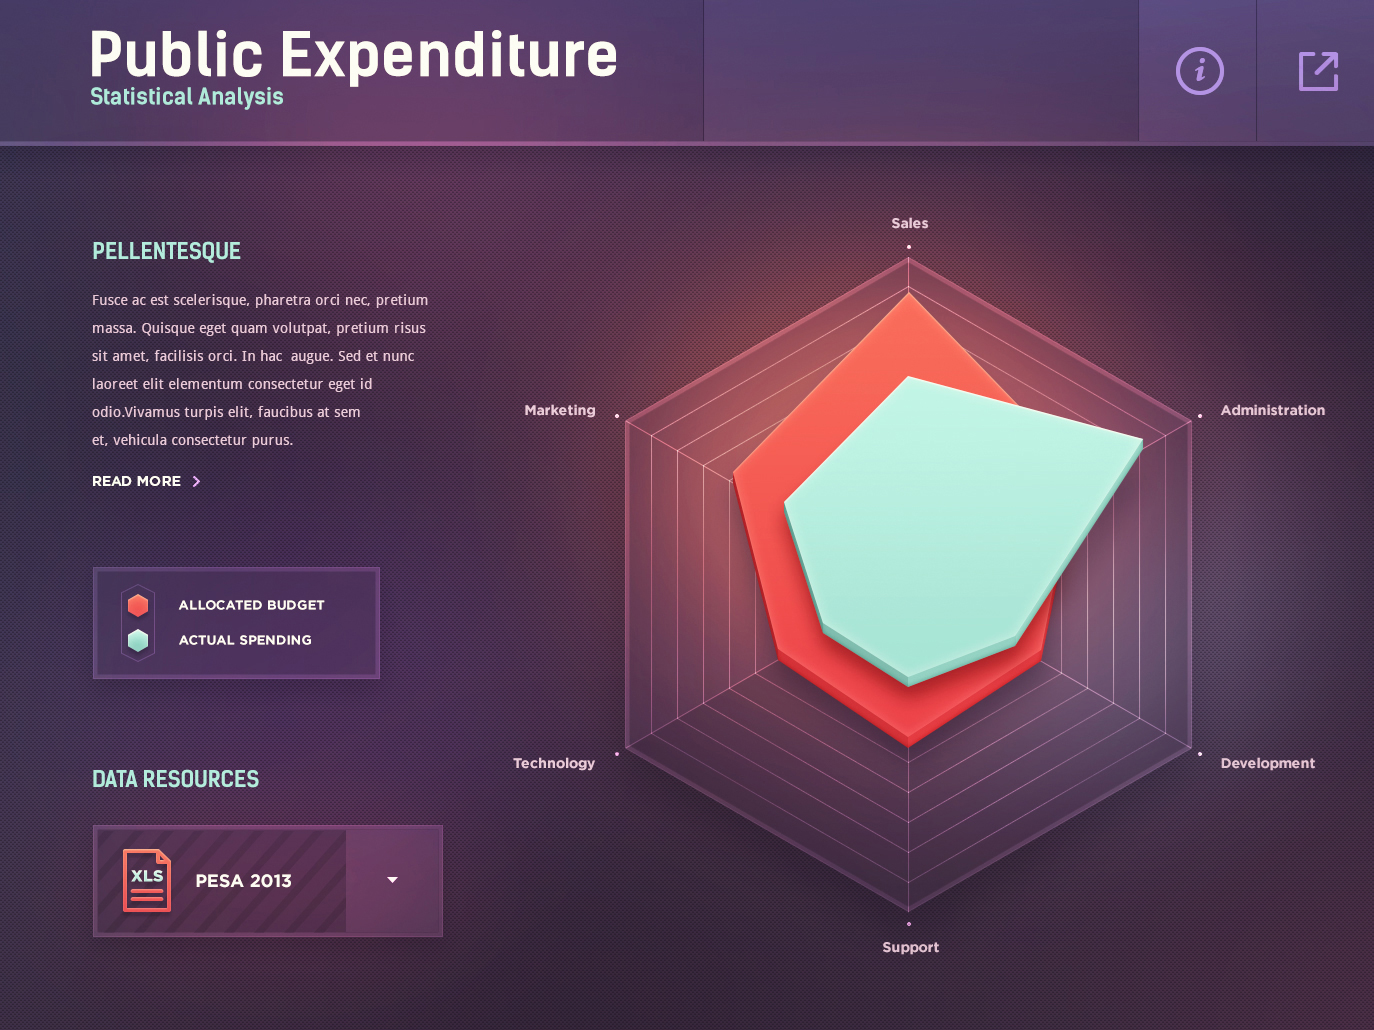 Public Expenditure
Statistical Analysis
i
PELLENTESQUE
Fusce ac est scelerisque, pharetra orci nec, pretium
massa. Quisque eget quam volutpat, pretium risus
sit amet, facilisis orci. In hac  augue. Sed et nunc
laoreet elit elementum consectetur eget id
odio.Vivamus turpis elit, faucibus at sem
et, vehicula consectetur purus.
READ MORE
ALLOCATED BUDGET
ACTUAL SPENDING
DATA RESOURCES
XLS
PESA 2013
Sales
Marketing
Administration
Technology
Development
Support